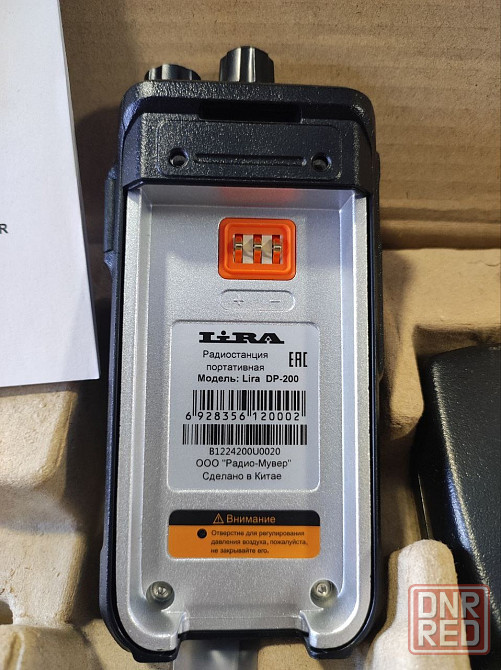 R
LiRA
Радиостанция
портативная
EAC
Модель: Lira DP-200
6 928356 120002
B1224200U0020
ООО "Радио-Мувер"
Сделано в Китае
+ −
Внимание
Отверстие для регулирования
давления воздуха, пожалуйста,
не закрывайте его.
DNR
RED